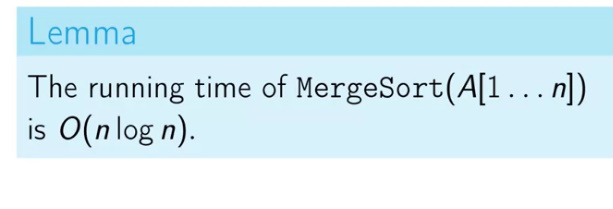 Lemma
The running time of MergeSort(A[1 . . . n])
is O(n log n).